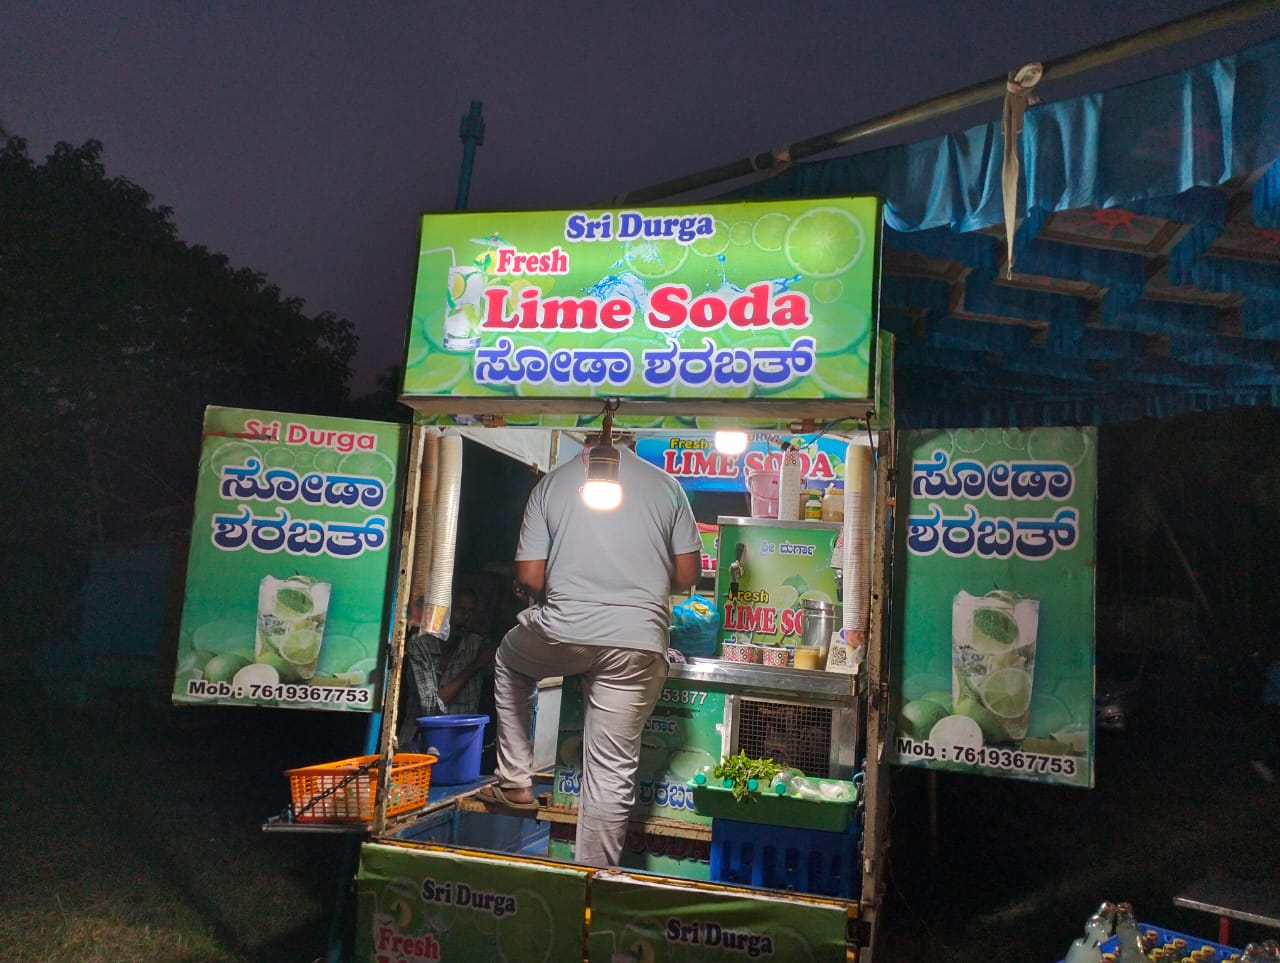 Sri Durga
Fresh
Lime Soda
ಸೋಡಾ ಶರಬತ್
Sri Durga
ಸೋಡಾ
ಶರಬತ್
Mob : 7619367753
Fresh
LIME SODA
ಶ್ರೀ ದುರ್ಗಾ
Fresh
LIME
53877
ಸೋಡಾ
ಶರಬತ್
Mob : 7619367753
Sri Durga
Fresh
Sri Durga